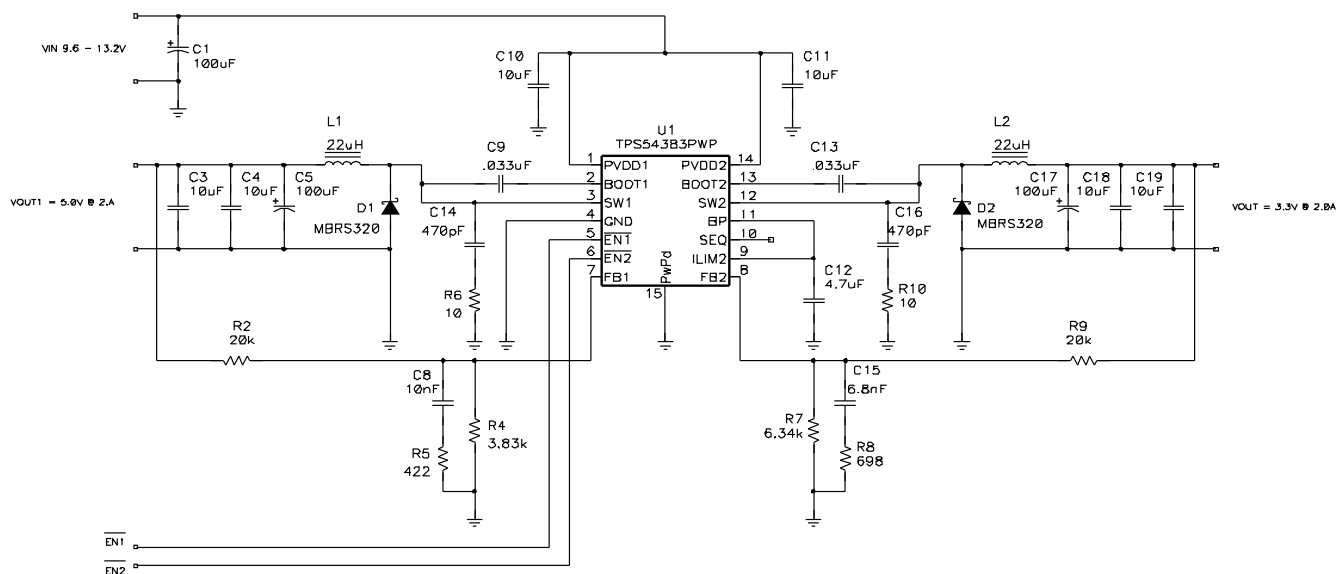 VIN 9.6 - 13.2V
C1
100uF
C10
10uF
C11
10uF
L1
22uH
C9
.033uF
U1
TPS54383PWP
C13
.033uF
L2
22uH
1
PVDD1
PVDD2
14
2
BOOT1
BOOT2
13
3
SW1
SW2
12
4
GND
BP
11
5
EN1
SEQ
10
6
EN2
ILIM2
9
7
FB1
FB2
8
15
PwPd
C3
10uF
C4
10uF
C5
100uF
VOUT1 = 5.0V @ 2.A
D1
MBRS320
C14
470pF
R6
10
C16
470pF
R10
10
C12
4.7uF
D2
MBRS320
C17
100uF
C18
10uF
C19
10uF
VOUT = 3.3V @ 2.0A
R2
20k
R9
20k
C8
10nF
R4
3.83k
R5
422
C15
6.8nF
R7
6.34k
R8
698
EN1
EN2